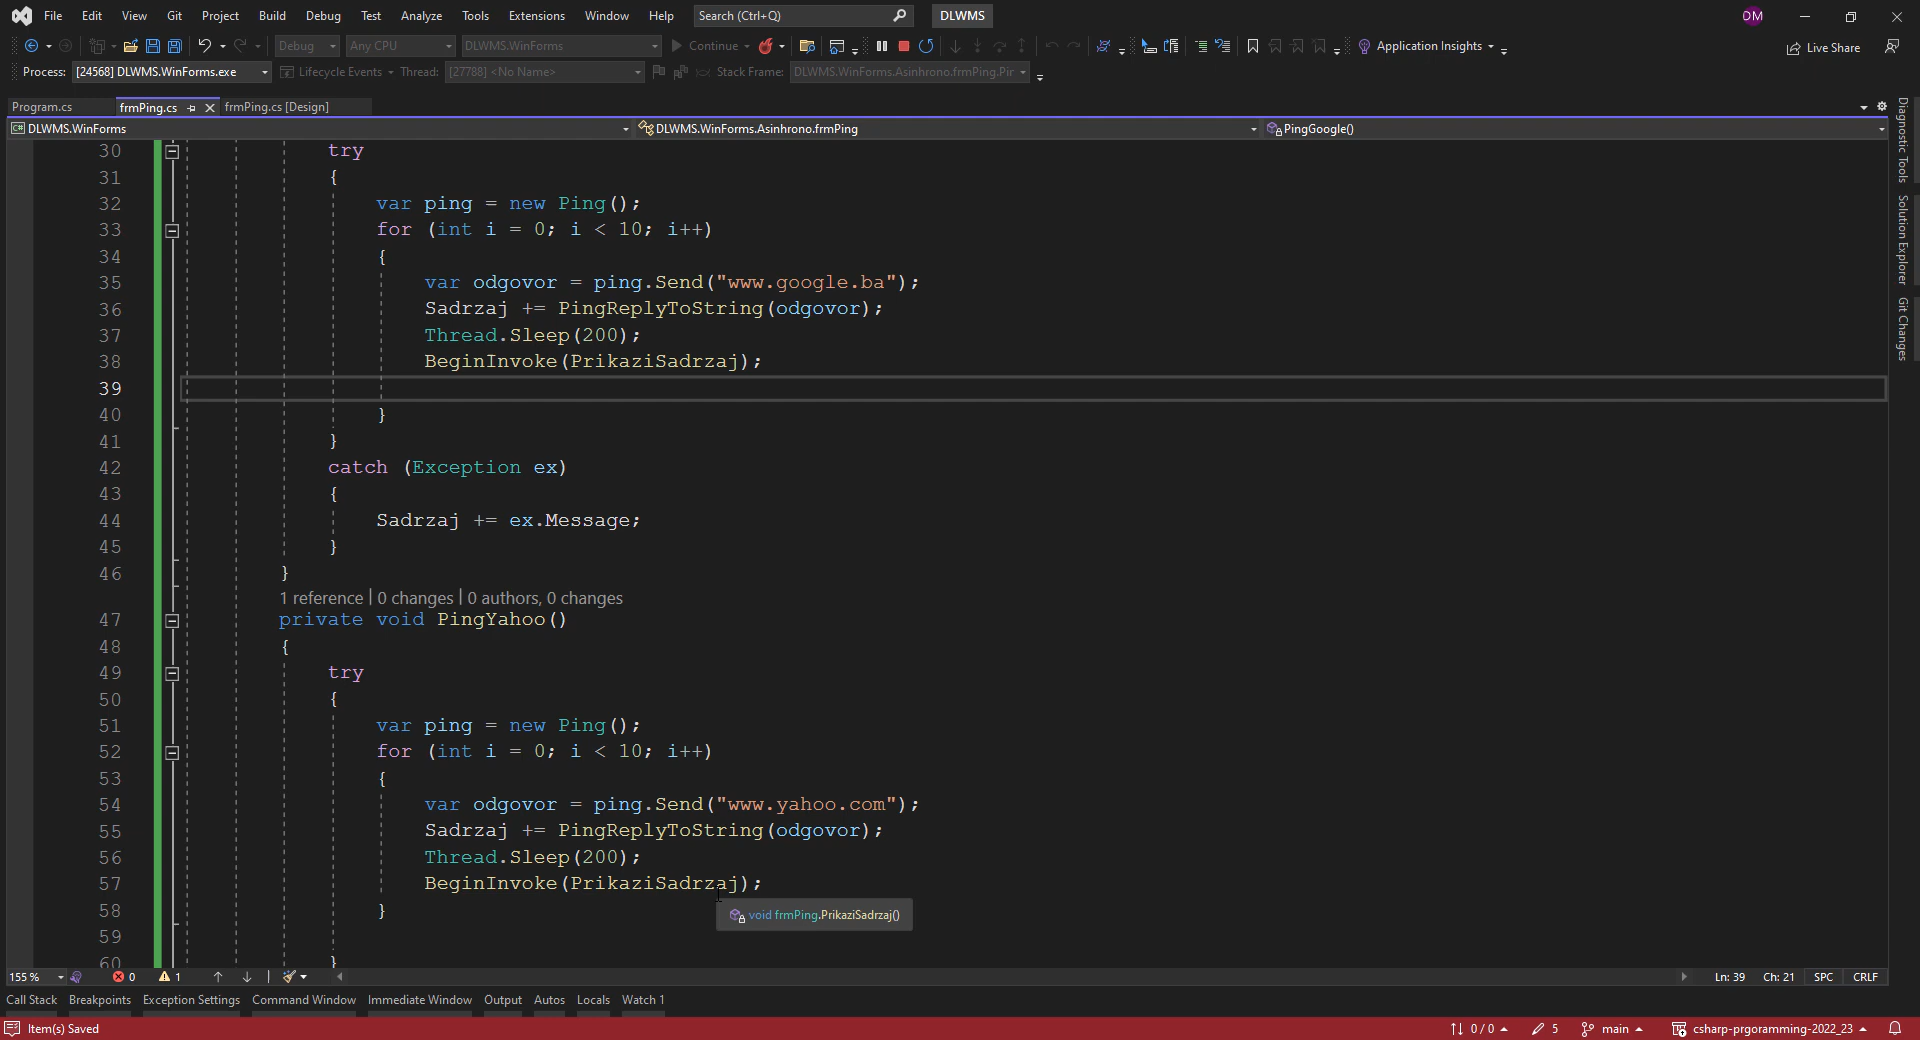 File Edit View Git Project Build Debug Test Analyze Tools Extensions Window Help Search (Ctrl+Q) DLWMS DM
Debug Any CPU DLWMS.WinForms Continue Application Insights Live Share
Process: [24568] DLWMS.WinForms.exe Lifecycle Events Thread: [27788] <No Name> Stack Frame: DLWMS.WinForms.Asinhrono.frmPing.Pir
Program.cs frmPing.cs frmPing.cs [Design]
DLWMS.WinForms DLWMS.WinForms.Asinhrono.frmPing PingGoogle()
30 try
31 {
32 var ping = new Ping();
33 for (int i = 0; i < 10; i++)
34 {
35 var odgovor = ping.Send("www.google.ba");
36 Sadrzaj += PingReplyToString(odgovor);
37 Thread.Sleep(200);
38 BeginInvoke(PrikaziSadrzaj);
39
40 }
41 }
42 catch (Exception ex)
43 {
44 Sadrzaj += ex.Message;
45 }
46 }
1 reference | 0 changes | 0 authors, 0 changes
47 private void PingYahoo()
48 {
49 try
50 {
51 var ping = new Ping();
52 for (int i = 0; i < 10; i++)
53 {
54 var odgovor = ping.Send("www.yahoo.com");
55 Sadrzaj += PingReplyToString(odgovor);
56 Thread.Sleep(200);
57 BeginInvoke(PrikaziSadrzaj);
58 }
void frmPing.PrikaziSadrzaj()
59
60 }
Diagnostic Tools
Solution Explorer
Git Changes
155 % 0 1 Ln: 39 Ch: 21 SPC CRLF
Call Stack Breakpoints Exception Settings Command Window Immediate Window Output Autos Locals Watch 1
Item(s) Saved 0 / 0 5 main csharp-prgoramming-2022_23